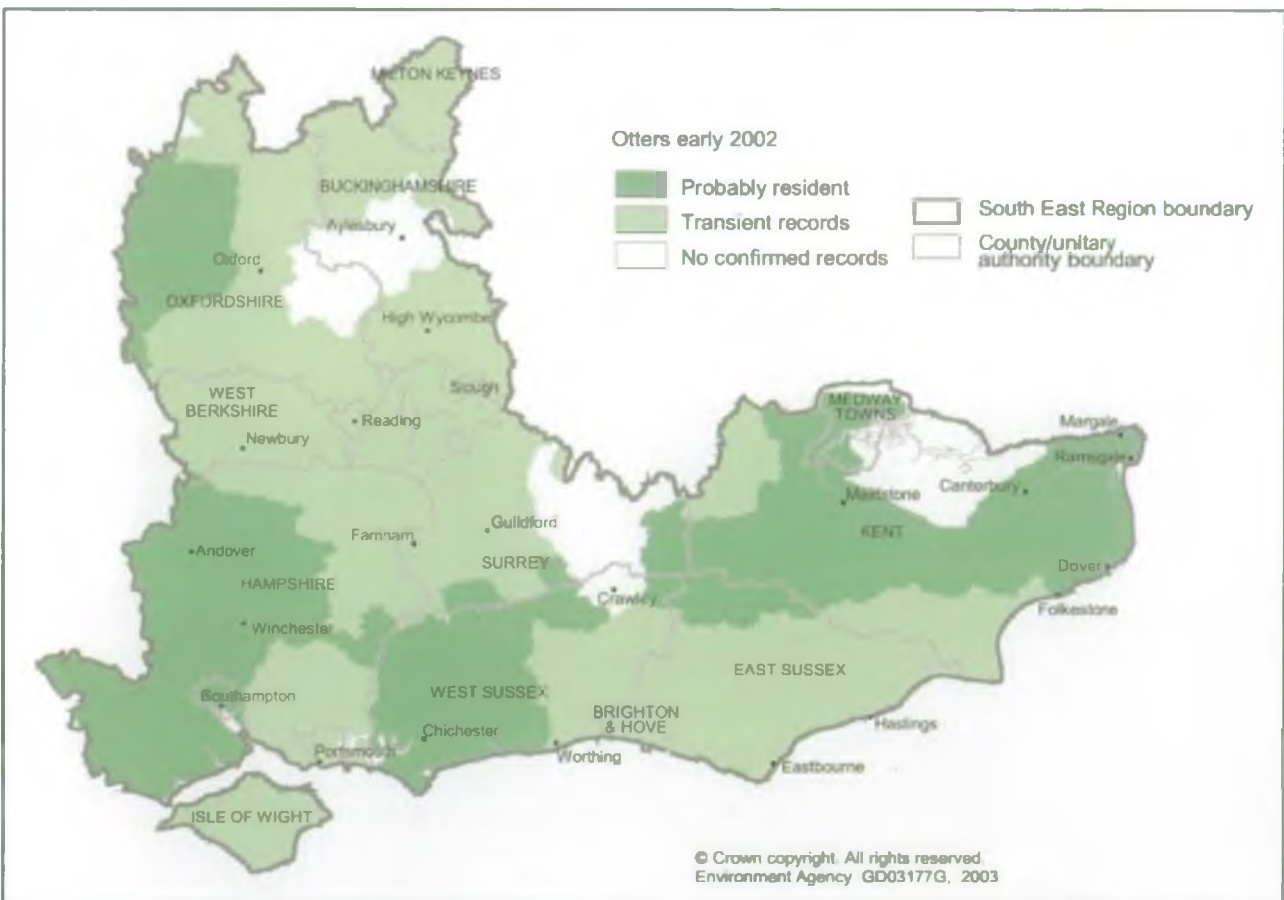 MILTON KEYNES
Otters early 2002
Probably resident
Transient records
No confirmed records
South East Region boundary
County/unitary
authority boundary
BUCKINGHAMSHIRE
Aylesbury
Oxford
OXFORDSHIRE
High Wycombe
Slough
WEST
BERKSHIRE
Reading
Newbury
MEDWAY
TOWNS
Margate
Ramsgate
Canterbury
Maidstone
KENT
Guildford
Farnham
SURREY
Andover
HAMPSHIRE
Dover
Crawley
Folkestone
Winchester
EAST SUSSEX
WEST SUSSEX
Southampton
BRIGHTON
& HOVE
Hastings
Chichester
Portsmouth
Worthing
Eastbourne
ISLE OF WIGHT
© Crown copyright. All rights reserved.
Environment Agency GD03177G, 2003